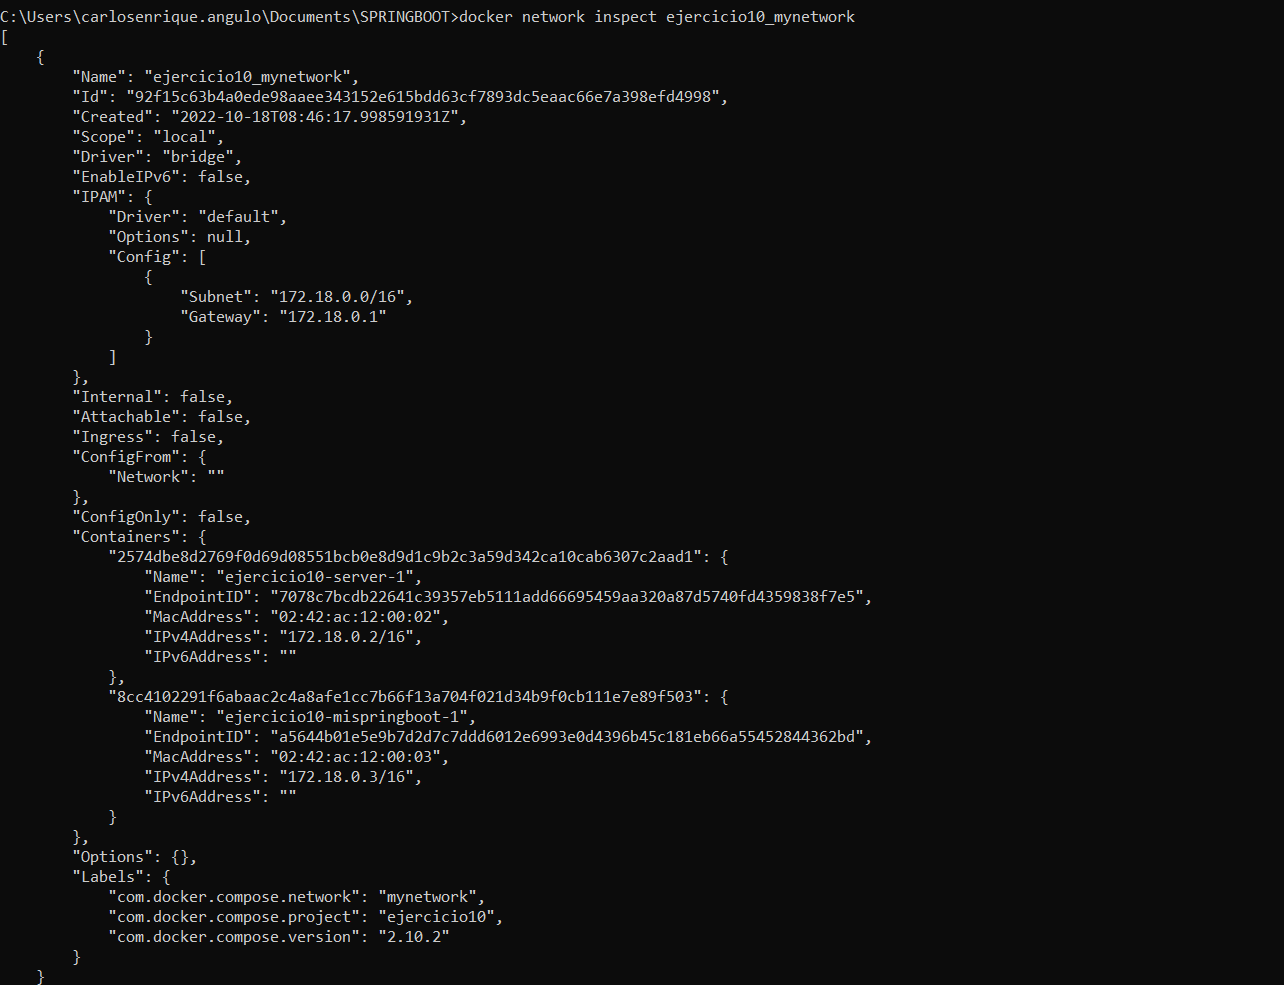 C:\Users\carlosenrique.angulo\Documents\SPRINGBOOT>docker network inspect ejercicio10_mynetwork
[
    {
        "Name": "ejercicio10_mynetwork",
        "Id": "92f15c63b4a0ede98aaee343152e615bdd63cf7893dc5eaac66e7a398efd4998",
        "Created": "2022-10-18T08:46:17.998591931Z",
        "Scope": "local",
        "Driver": "bridge",
        "EnableIPv6": false,
        "IPAM": {
            "Driver": "default",
            "Options": null,
            "Config": [
                {
                    "Subnet": "172.18.0.0/16",
                    "Gateway": "172.18.0.1"
                }
            ]
        },
        "Internal": false,
        "Attachable": false,
        "Ingress": false,
        "ConfigFrom": {
            "Network": ""
        },
        "ConfigOnly": false,
        "Containers": {
            "2574dbe8d2769f0d69d08551bcb0e8d9d1c9b2c3a59d342ca10cab6307c2aad1": {
                "Name": "ejercicio10-server-1",
                "EndpointID": "7078c7bcdb22641c39357eb5111add66695459aa320a87d5740fd4359838f7e5",
                "MacAddress": "02:42:ac:12:00:02",
                "IPv4Address": "172.18.0.2/16",
                "IPv6Address": ""
            },
            "8cc4102291f6abaac2c4a8afe1cc7b66f13a704f021d34b9f0cb111e7e89f503": {
                "Name": "ejercicio10-mispringboot-1",
                "EndpointID": "a5644b01e5e9b7d2d7c7ddd6012e6993e0d4396b45c181eb66a55452844362bd",
                "MacAddress": "02:42:ac:12:00:03",
                "IPv4Address": "172.18.0.3/16",
                "IPv6Address": ""
            }
        },
        "Options": {},
        "Labels": {
            "com.docker.compose.network": "mynetwork",
            "com.docker.compose.project": "ejercicio10",
            "com.docker.compose.version": "2.10.2"
        }
    }